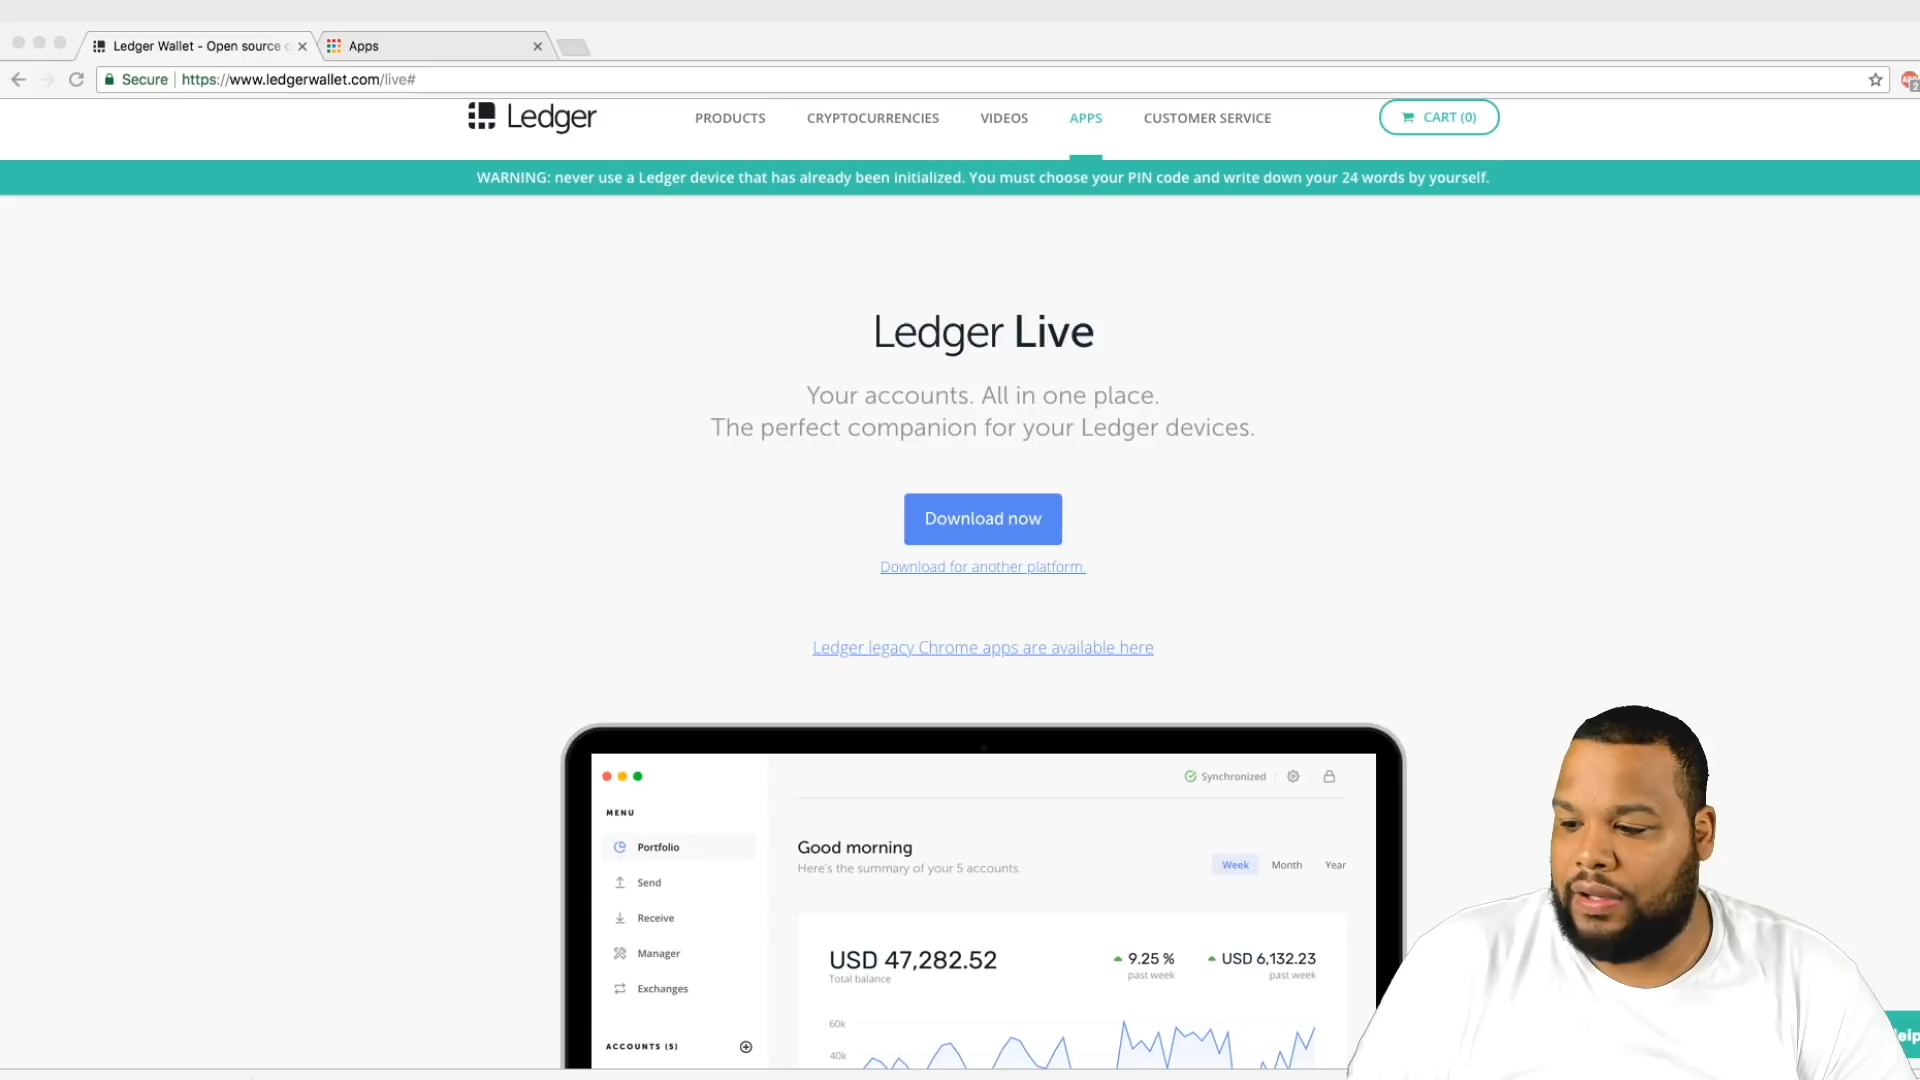 Ledger Wallet - Open source
Apps
Secure
https://www.ledgerwallet.com/live#
2
Ledger
PRODUCTS
CRYPTOCURRENCIES
VIDEOS
APPS
CUSTOMER SERVICE
CART (0)
WARNING: never use a Ledger device that has already been initialized. You must choose your PIN code and write down your 24 words by yourself.
Ledger Live
Your accounts. All in one place.
The perfect companion for your Ledger devices.
Download now
Download for another platform.
Ledger legacy Chrome apps are available here
Synchronized
MENU
Portfolio
Send
Receive
Manager
Exchanges
ACCOUNTS (5)
Good morning
Here's the summary of your 5 accounts
Week
Month
Year
USD 47,282.52
Total balance
9.25 %
past week
USD 6,132.23
past week
60k
40k